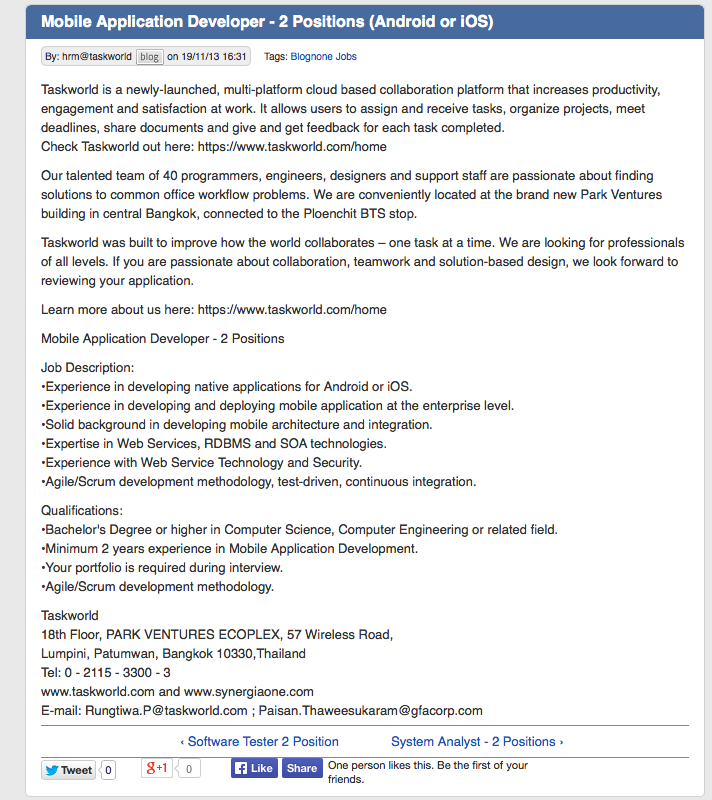 Mobile Application Developer - 2 Positions (Android or iOS)
By: hrm@taskworld blog on 19/11/13 16:31 Tags: Blognone Jobs
Taskworld is a newly-launched, multi-platform cloud based collaboration platform that increases productivity,
engagement and satisfaction at work. It allows users to assign and receive tasks, organize projects, meet
deadlines, share documents and give and get feedback for each task completed.
Check Taskworld out here: https://www.taskworld.com/home
Our talented team of 40 programmers, engineers, designers and support staff are passionate about finding
solutions to common office workflow problems. We are conveniently located at the brand new Park Ventures
building in central Bangkok, connected to the Ploenchit BTS stop.
Taskworld was built to improve how the world collaborates – one task at a time. We are looking for professionals
of all levels. If you are passionate about collaboration, teamwork and solution-based design, we look forward to
reviewing your application.
Learn more about us here: https://www.taskworld.com/home
Mobile Application Developer - 2 Positions
Job Description:
•Experience in developing native applications for Android or iOS.
•Experience in developing and deploying mobile application at the enterprise level.
•Solid background in developing mobile architecture and integration.
•Expertise in Web Services, RDBMS and SOA technologies.
•Experience with Web Service Technology and Security.
•Agile/Scrum development methodology, test-driven, continuous integration.
Qualifications:
•Bachelor's Degree or higher in Computer Science, Computer Engineering or related field.
•Minimum 2 years experience in Mobile Application Development.
•Your portfolio is required during interview.
•Agile/Scrum development methodology.
Taskworld
18th Floor, PARK VENTURES ECOPLEX, 57 Wireless Road,
Lumpini, Patumwan, Bangkok 10330,Thailand
Tel: 0 - 2115 - 3300 - 3
www.taskworld.com and www.synergiaone.com
E-mail: Rungtiwa.P@taskworld.com ; Paisan.Thaweesukaram@gfacorp.com
‹ Software Tester 2 Position System Analyst - 2 Positions ›
Tweet 0 g+1 0 f Like Share One person likes this. Be the first of your
friends.